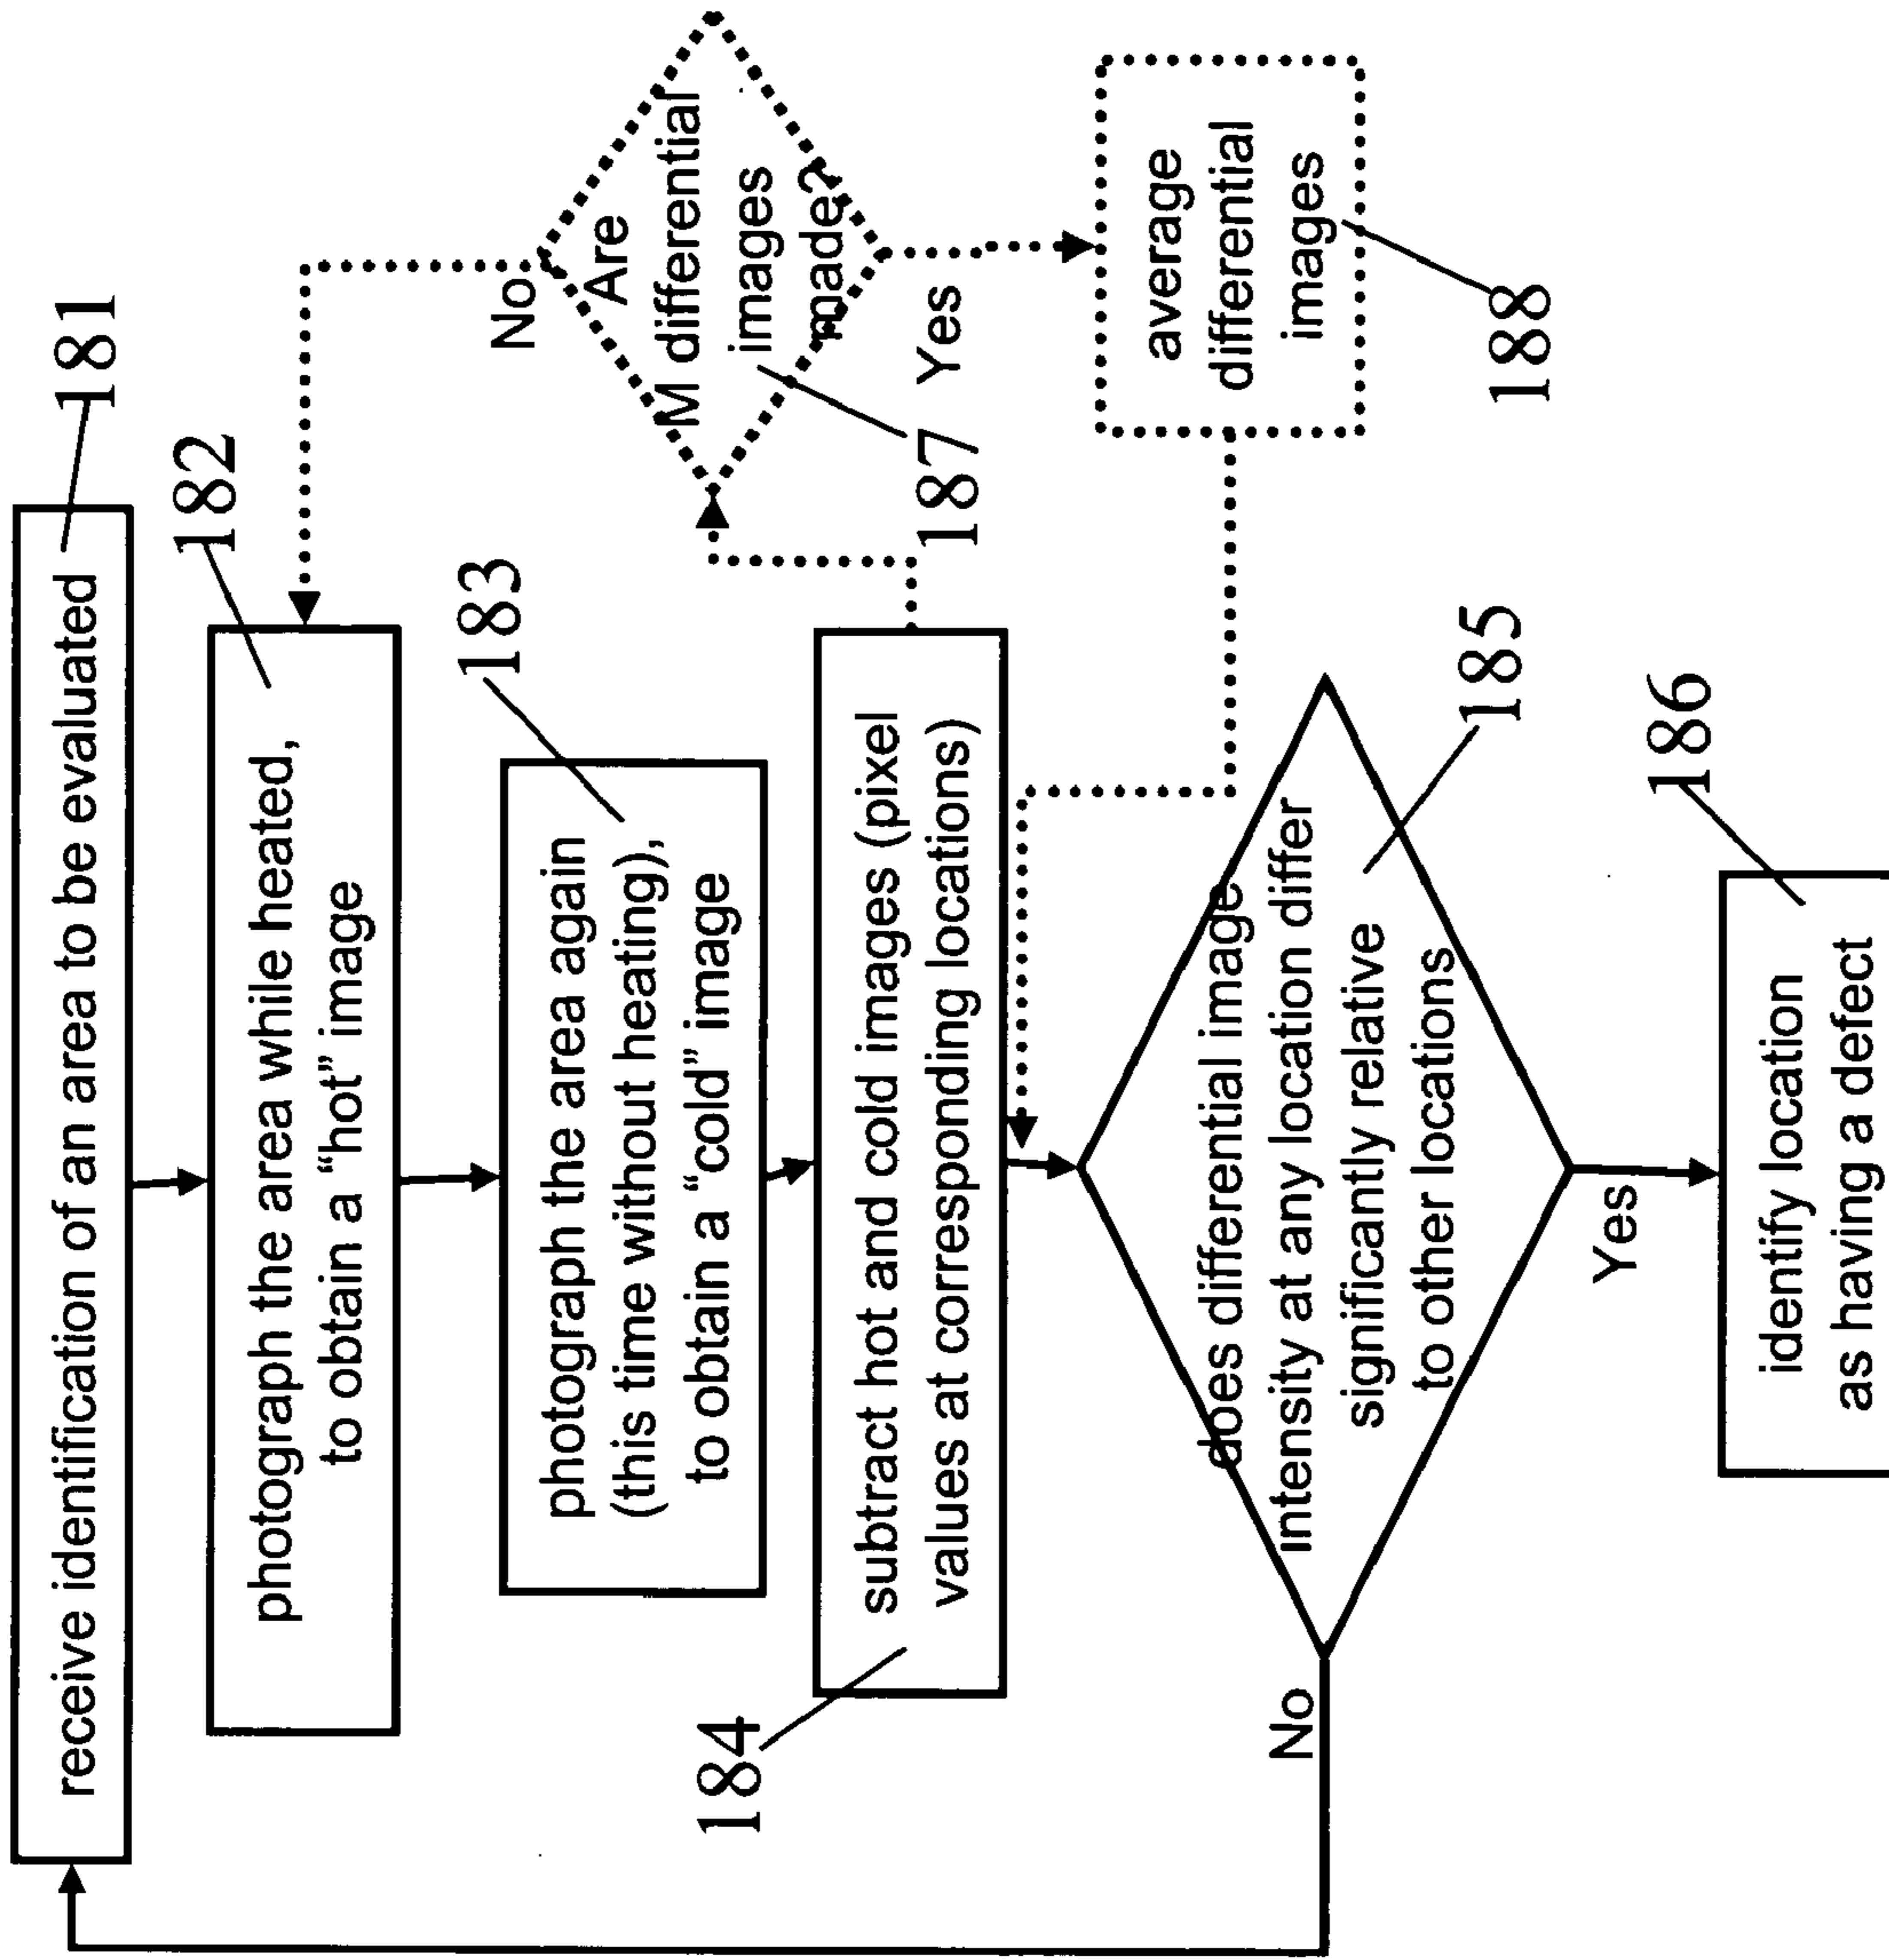 receive identification of an area to be evaluated
181
photograph the area while heated,
to obtain a “hot” image
182
photograph the area again
(this time without heating),
to obtain a “cold” image
183
subtract hot and cold images (pixel
values at corresponding locations)
184
No
Are
M differential
images
made?
187
Yes
average
differential
images
188
does differential image
intensity at any location differ
significantly relative
to other locations
185
No
Yes
identify location
as having a defect
186